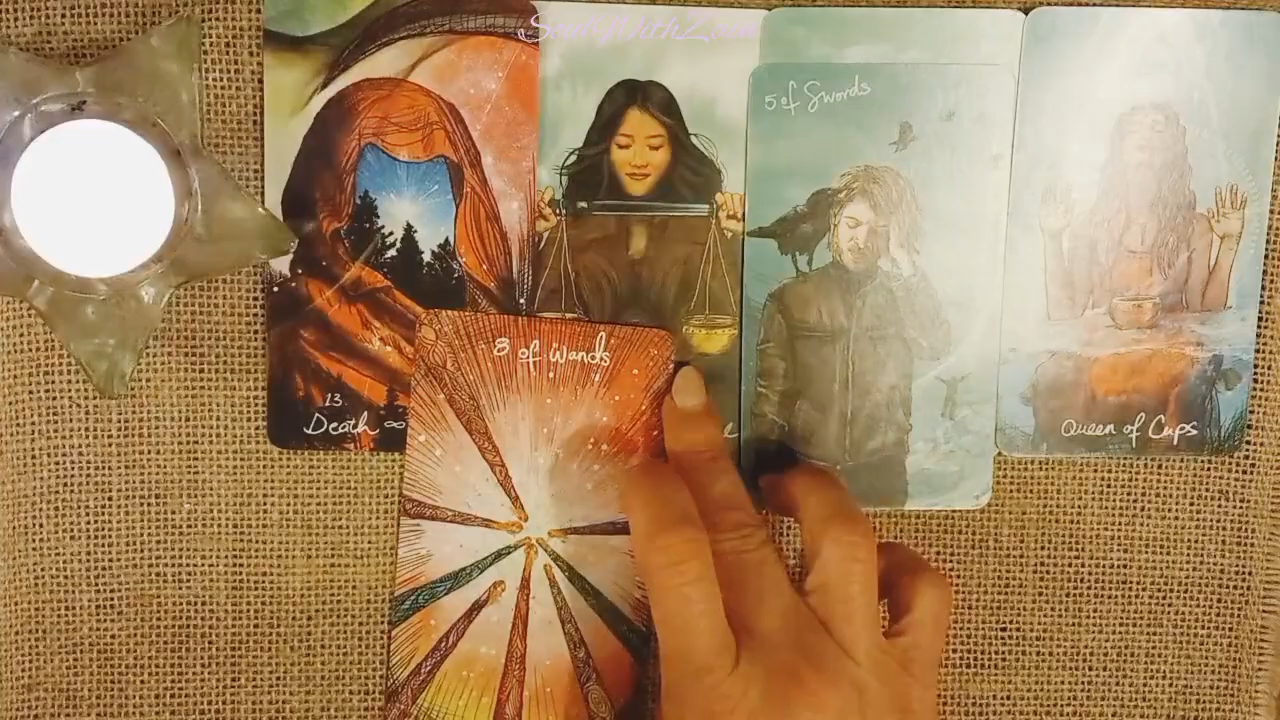 5 of Swords
8 of Wands
13.
Death ∞
Queen of Cups